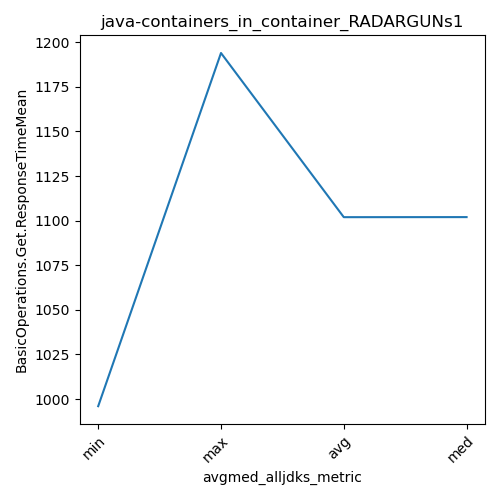 java-containers_in_container_RADARGUNs1
BasicOperations.Get.ResponseTimeMean
1200
1175
1150
1125
1100
1075
1050
1025
1000
min
max
avg
med
avgmed_alljdks_metric